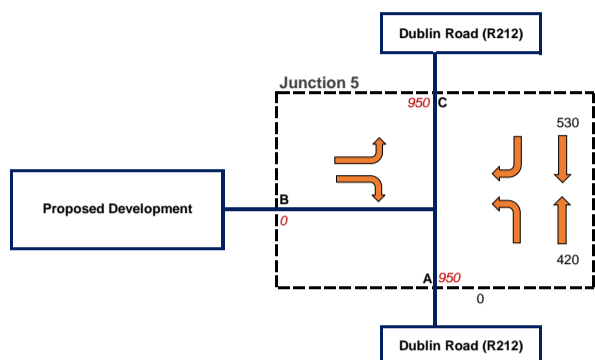 Dublin Road (R212)
Junction 5
950 C
530
B
Proposed Development
0
420
A 950
0
Dublin Road (R212)